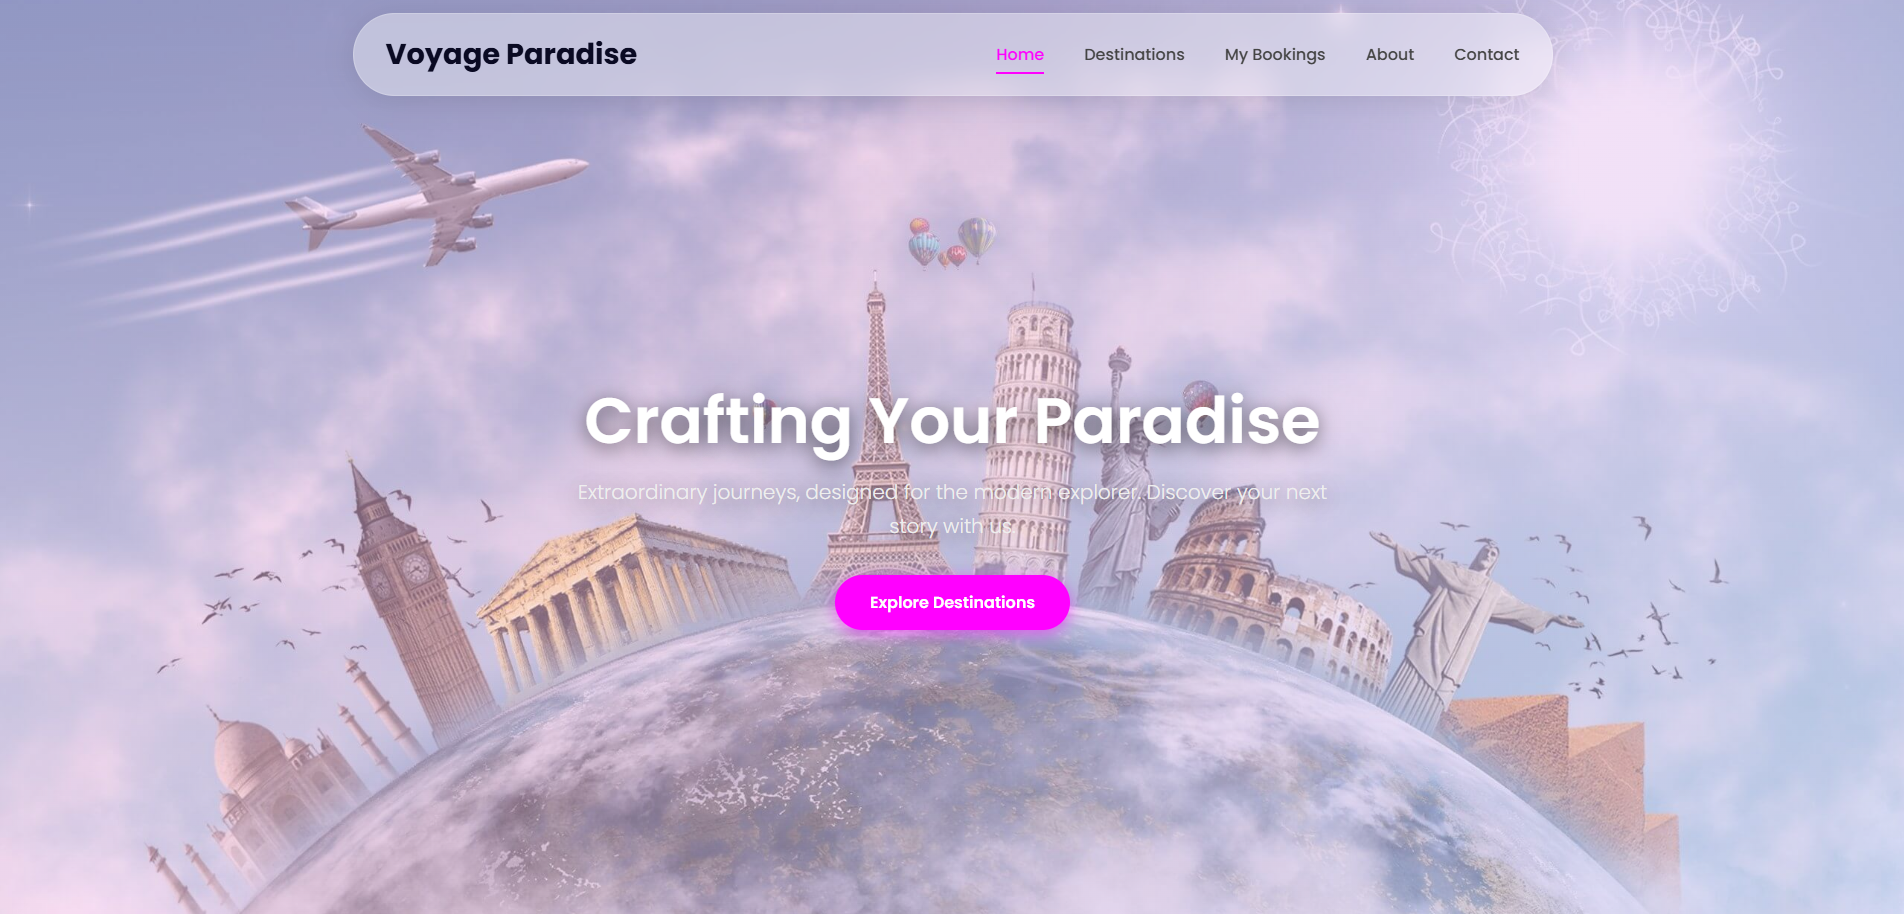 Voyage Paradise
Home Destinations My Bookings About Contact
Crafting Your Paradise
Extraordinary journeys, designed for the modern explorer. Discover your next
story with us.
Explore Destinations